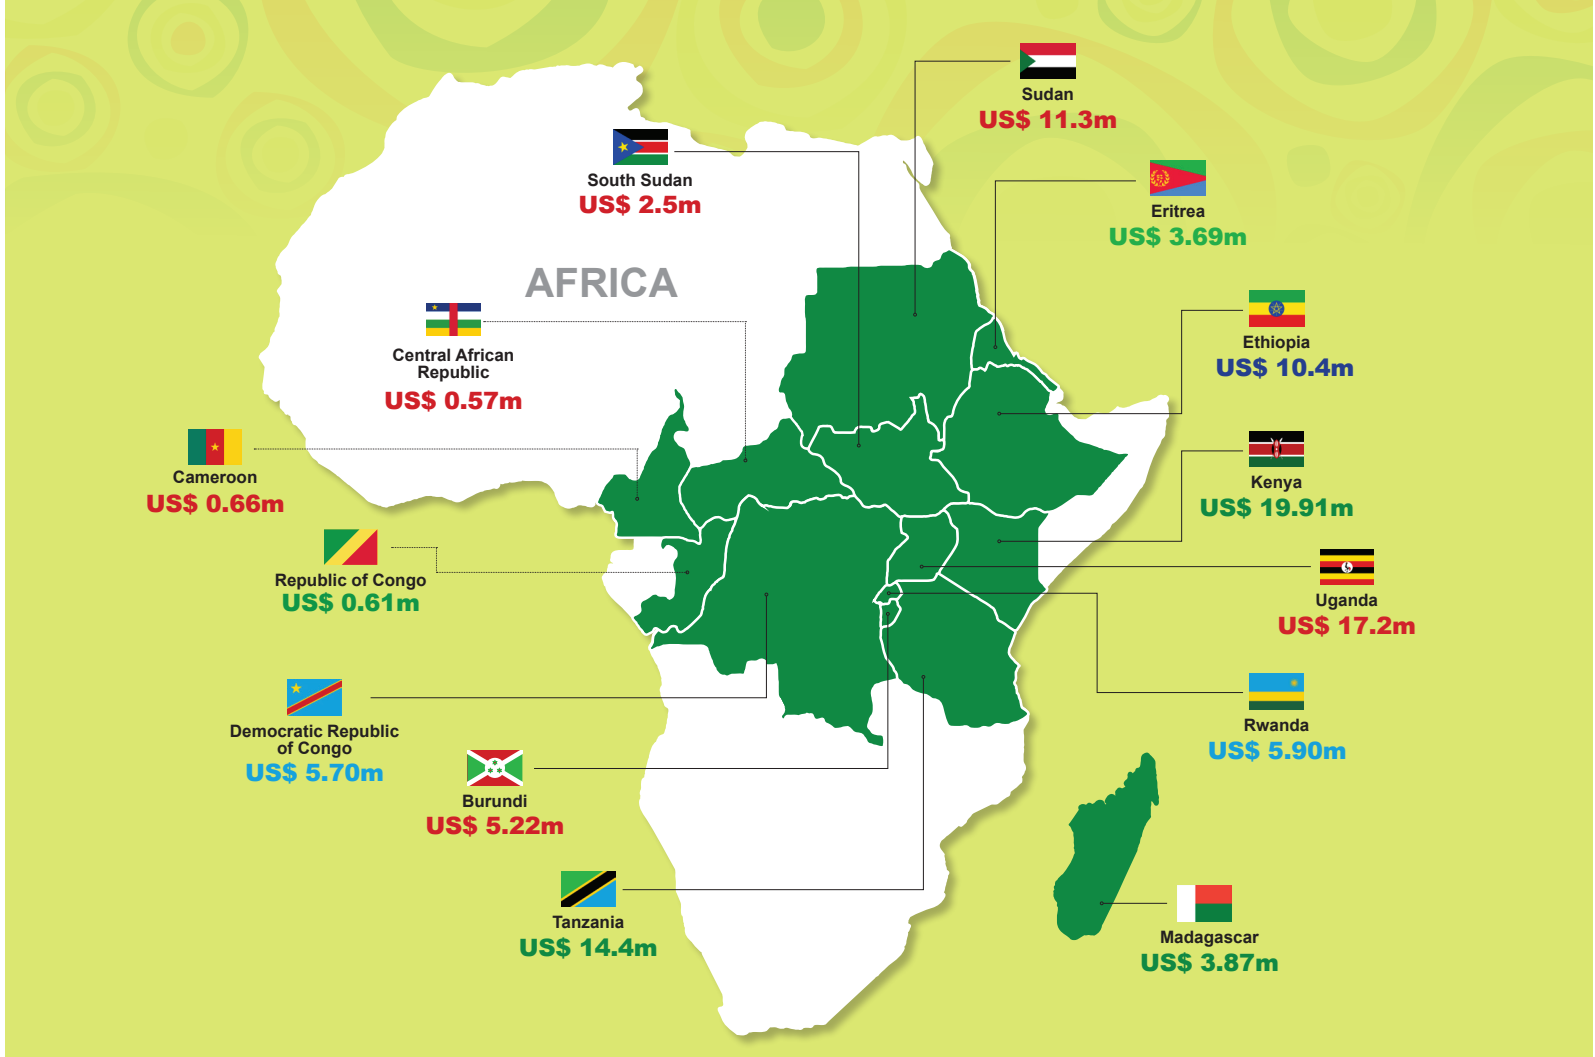 Sudan
US$ 11.3m
South Sudan
US$ 2.5m
Eritrea
US$ 3.69m
AFRICA
Central African
Republic
US$ 0.57m
Ethiopia
US$ 10.4m
Cameroon
US$ 0.66m
Kenya
US$ 19.91m
Republic of Congo
US$ 0.61m
Uganda
US$ 17.2m
Democratic Republic
of Congo
US$ 5.70m
Rwanda
US$ 5.90m
Burundi
US$ 5.22m
Tanzania
US$ 14.4m
Madagascar
US$ 3.87m